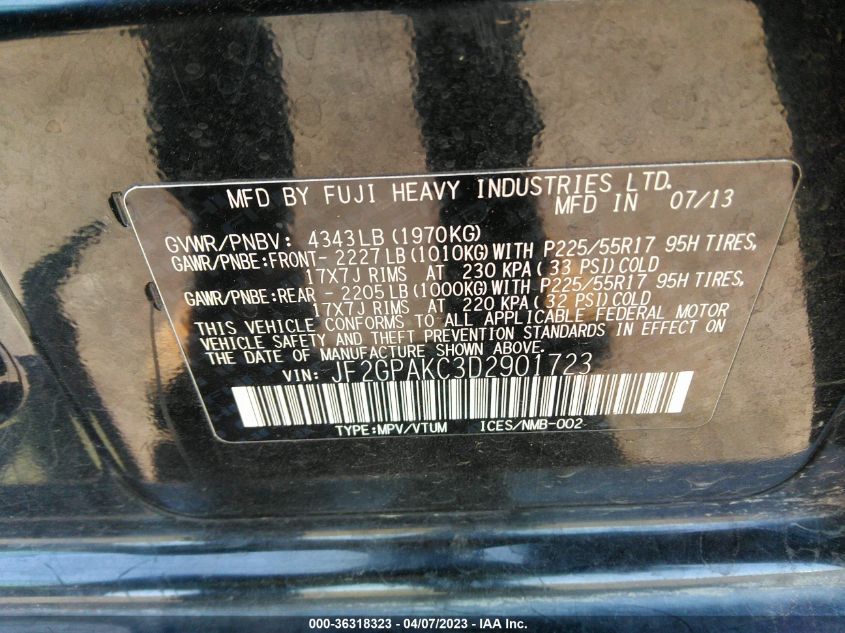 MFD BY FUJI HEAVY INDUSTRIES LTD.
MFD IN 07/13
GVWR/PNBV: 4343LB (1970KG)
GAWR/PNBE:FRONT- 2227LB (1010KG) WITH P225/55R17 95H TIRES,
17X7J RIMS AT 230 KPA ( 33 PSI) COLD
GAWR/PNBE:REAR - 2205LB (1000KG) WITH P225/55R17 95H TIRES,
17X7J RIMS AT 220 KPA ( 32 PSI) COLD
THIS VEHICLE CONFORMS TO ALL APPLICABLE FEDERAL MOTOR
VEHICLE SAFETY AND THEFT PREVENTION STANDARDS IN EFFECT ON
THE DATE OF MANUFACTURE SHOWN ABOVE.
VIN: JF2GPAKC3D2901723
TYPE:MPV/VTUM ICES/NMB-002
000-36318323 - 04/07/2023 - IAA Inc.